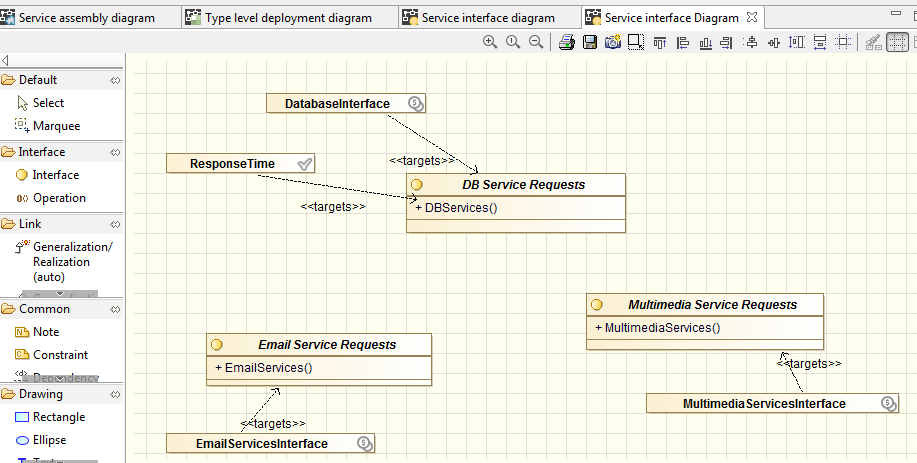 Service assembly diagram
Type level deployment diagram
Service interface diagram
Service interface Diagram
Default
Select
Marquee
Interface
Interface
Operation
Link
Generalization/
Realization
(auto)
Common
Note
Constraint
Dependency
Drawing
Rectangle
Ellipse
DatabaseInterface
<<targets>>
ResponseTime
<<targets>>
DB Service Requests
+ DBServices()
Multimedia Service Requests
+ MultimediaServices()
Email Service Requests
+ EmailServices()
<<targets>>
MultimediaServicesInterface
<<targets>>
EmailServicesInterface